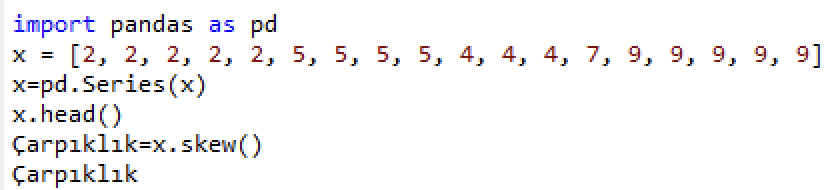 import pandas as pd
x = [2, 2, 2, 2, 2, 5, 5, 5, 5, 4, 4, 4, 7, 9, 9, 9, 9, 9]
x=pd.Series(x)
x.head()
Çarpıklık=x.skew()
Çarpıklık